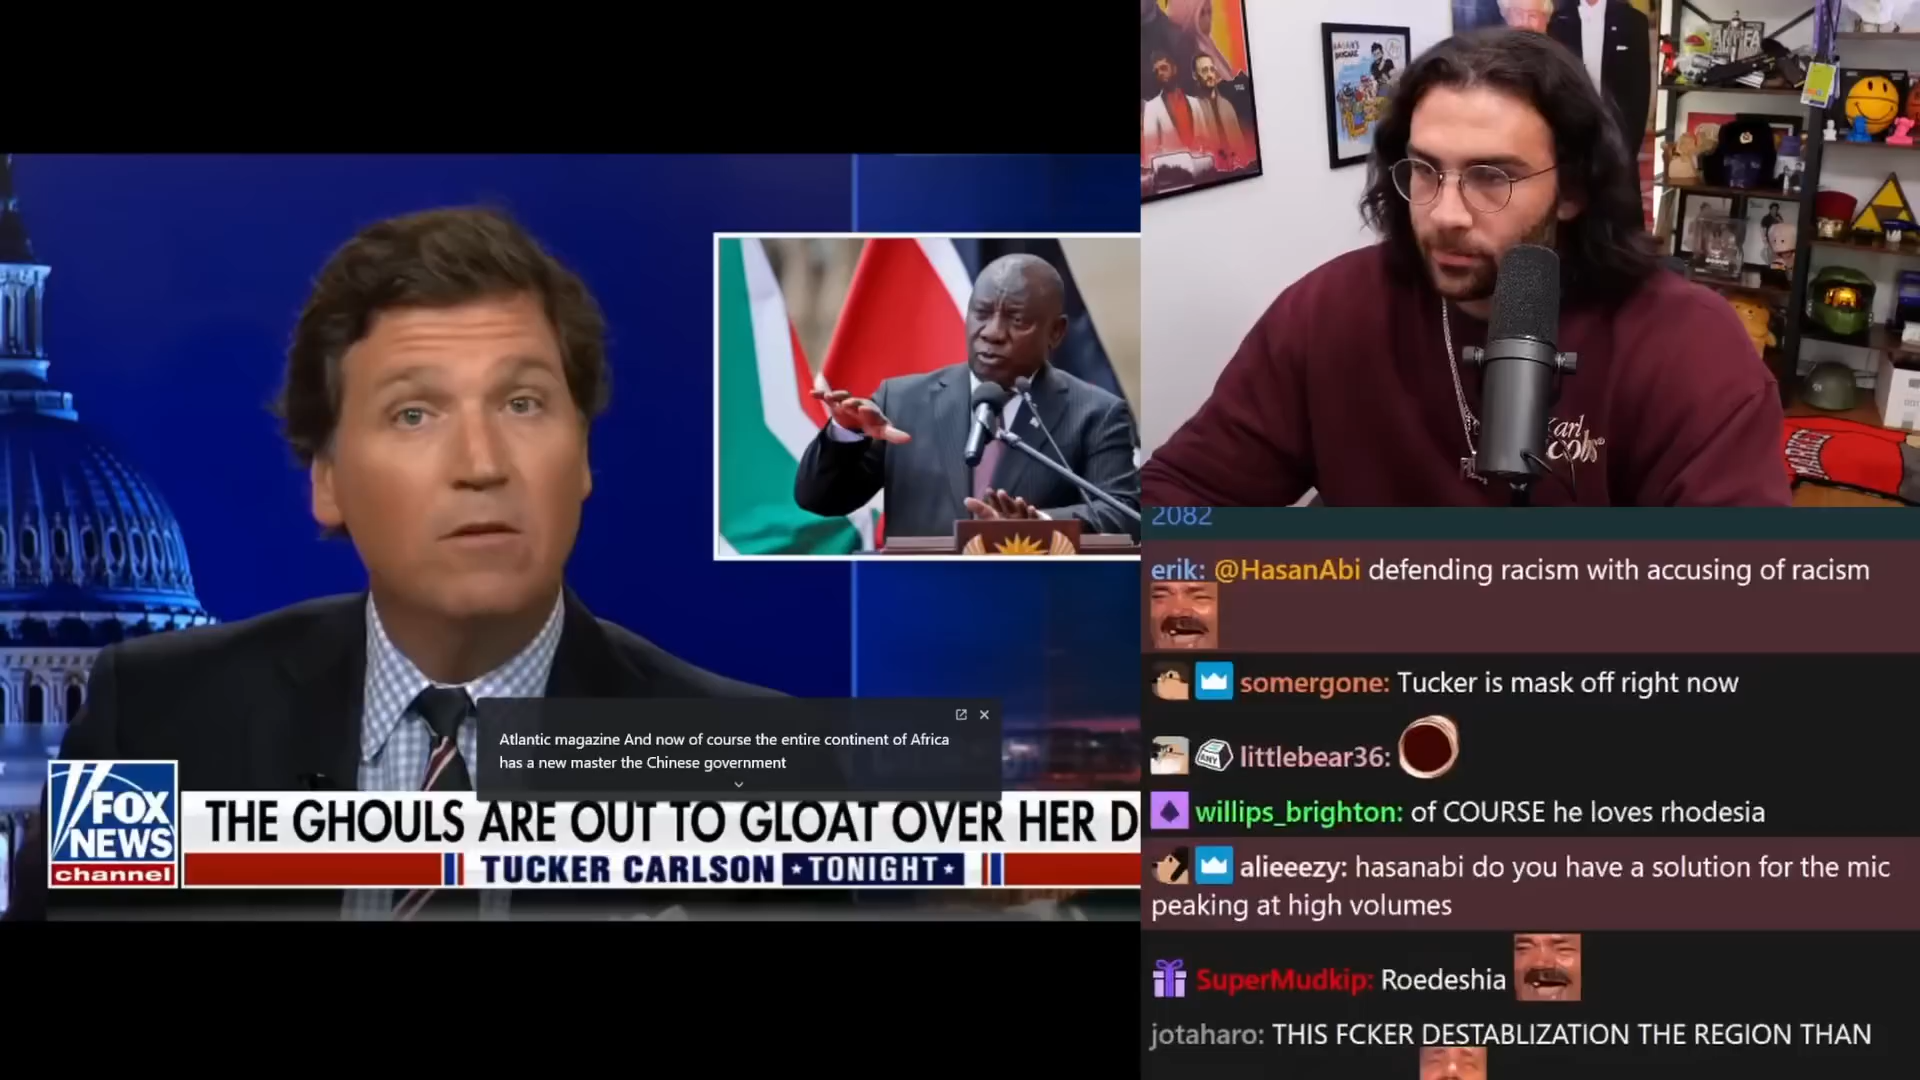 Atlantic magazine And now of course the entire continent of Africa
has a new master the Chinese government
FOX
NEWS
channel
THE GHOULS ARE OUT TO GLOAT OVER HER D
TUCKER CARLSON TONIGHT
ANTIFA
Karl
MARKET
2082
erik: @HasanAbi defending racism with accusing of racism
somergone: Tucker is mask off right now
ANY littlebear36:
willips_brighton: of COURSE he loves rhodesia
alieeezy: hasanabi do you have a solution for the mic
peaking at high volumes
SuperMudkip: Roedeshia
jotaharo: THIS FCKER DESTABLIZATION THE REGION THAN